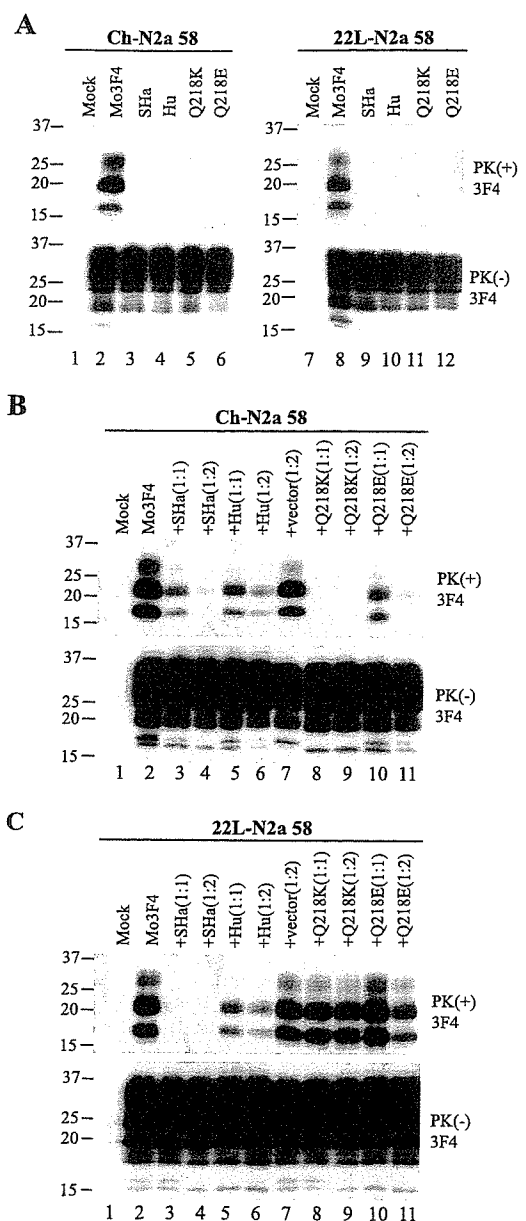 A
Ch-N2a 58
22L-N2a 58
Mock
Mo3F4
SHa
Hu
Q218K
Q218E
Mock
Mo3F4
SHa
Hu
Q218K
Q218E
37
25
20
15
37
25
20
15
PK(+)
3F4
37
25
20
15
37
25
20
15
PK(-)
3F4
1 2 3 4 5 6
7 8 9 10 11 12
B
Ch-N2a 58
Mock
Mo3F4
+SHa(1:1)
+SHa(1:2)
+Hu(1:1)
+Hu(1:2)
+vector(1:2)
+Q218K(1:1)
+Q218K(1:2)
+Q218E(1:1)
+Q218E(1:2)
37
25
20
15
PK(+)
3F4
37
25
20
15
PK(-)
3F4
1 2 3 4 5 6 7 8 9 10 11
C
22L-N2a 58
Mock
Mo3F4
+SHa(1:1)
+SHa(1:2)
+Hu(1:1)
+Hu(1:2)
+vector(1:2)
+Q218K(1:1)
+Q218K(1:2)
+Q218E(1:1)
+Q218E(1:2)
37
25
20
15
PK(+)
3F4
37
25
20
15
PK(-)
3F4
1 2 3 4 5 6 7 8 9 10 11